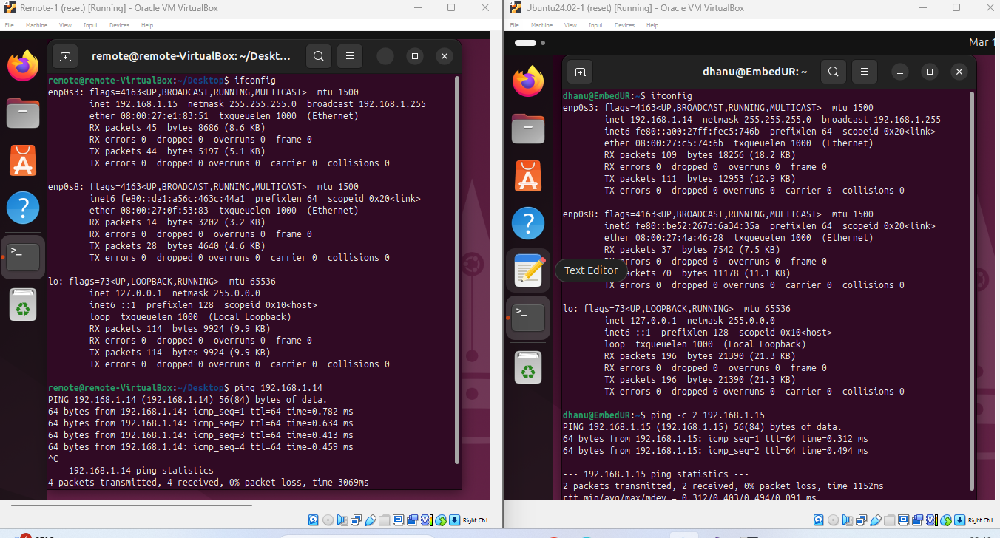 Remote-1 (reset) [Running] - Oracle VM VirtualBox
File Machine View Input Devices Help
remote@remote-VirtualBox: ~/Deskt...
remote@remote-VirtualBox:~/Desktop$ ifconfig
enp0s3: flags=4163<UP,BROADCAST,RUNNING,MULTICAST>  mtu 1500
inet 192.168.1.15  netmask 255.255.255.0  broadcast 192.168.1.255
ether 08:00:27:e1:83:51  txqueuelen 1000  (Ethernet)
RX packets 45  bytes 8686 (8.6 KB)
RX errors 0  dropped 0  overruns 0  frame 0
TX packets 44  bytes 5197 (5.1 KB)
TX errors 0  dropped 0 overruns 0  carrier 0  collisions 0
enp0s8: flags=4163<UP,BROADCAST,RUNNING,MULTICAST>  mtu 1500
inet6 fe80::da1:a56c:463c:44a1  prefixlen 64  scopeid 0x20<link>
ether 08:00:27:0f:53:83  txqueuelen 1000  (Ethernet)
RX packets 14  bytes 3202 (3.2 KB)
RX errors 0  dropped 0  overruns 0  frame 0
TX packets 28  bytes 4640 (4.6 KB)
TX errors 0  dropped 0 overruns 0  carrier 0  collisions 0
lo: flags=73<UP,LOOPBACK,RUNNING>  mtu 65536
inet 127.0.0.1  netmask 255.0.0.0
inet6 ::1  prefixlen 128  scopeid 0x10<host>
loop  txqueuelen 1000  (Local Loopback)
RX packets 114  bytes 9924 (9.9 KB)
RX errors 0  dropped 0  overruns 0  frame 0
TX packets 114  bytes 9924 (9.9 KB)
TX errors 0  dropped 0 overruns 0  carrier 0  collisions 0
remote@remote-VirtualBox:~/Desktop$ ping 192.168.1.14
PING 192.168.1.14 (192.168.1.14) 56(84) bytes of data.
64 bytes from 192.168.1.14: icmp_seq=1 ttl=64 time=0.782 ms
64 bytes from 192.168.1.14: icmp_seq=2 ttl=64 time=0.634 ms
64 bytes from 192.168.1.14: icmp_seq=3 ttl=64 time=0.413 ms
64 bytes from 192.168.1.14: icmp_seq=4 ttl=64 time=0.459 ms
^C
--- 192.168.1.14 ping statistics ---
4 packets transmitted, 4 received, 0% packet loss, time 3069ms
Right Ctrl
Ubuntu24.02-1 (reset) [Running] - Oracle VM VirtualBox
File Machine View Input Devices Help
Mar 1
dhanu@EmbedUR: ~
dhanu@EmbedUR:~$ ifconfig
enp0s3: flags=4163<UP,BROADCAST,RUNNING,MULTICAST>  mtu 1500
inet 192.168.1.14  netmask 255.255.255.0  broadcast 192.168.1.255
inet6 fe80::a00:27ff:fec5:746b  prefixlen 64  scopeid 0x20<link>
ether 08:00:27:c5:74:6b  txqueuelen 1000  (Ethernet)
RX packets 109  bytes 18256 (18.2 KB)
RX errors 0  dropped 0  overruns 0  frame 0
TX packets 111  bytes 12953 (12.9 KB)
TX errors 0  dropped 0 overruns 0  carrier 0  collisions 0
enp0s8: flags=4163<UP,BROADCAST,RUNNING,MULTICAST>  mtu 1500
inet6 fe80::be52:267d:6a34:35a  prefixlen 64  scopeid 0x20<link>
ether 08:00:27:4a:46:28  txqueuelen 1000  (Ethernet)
RX packets 37  bytes 7542 (7.5 KB)
errors 0  dropped 0  overruns 0  frame 0
Text Editor
packets 70  bytes 11178 (11.1 KB)
TX errors 0  dropped 0 overruns 0  carrier 0  collisions 0
lo: flags=73<UP,LOOPBACK,RUNNING>  mtu 65536
inet 127.0.0.1  netmask 255.0.0.0
inet6 ::1  prefixlen 128  scopeid 0x10<host>
loop  txqueuelen 1000  (Local Loopback)
RX packets 196  bytes 21390 (21.3 KB)
RX errors 0  dropped 0  overruns 0  frame 0
TX packets 196  bytes 21390 (21.3 KB)
TX errors 0  dropped 0 overruns 0  carrier 0  collisions 0
dhanu@EmbedUR:~$ ping -c 2 192.168.1.15
PING 192.168.1.15 (192.168.1.15) 56(84) bytes of data.
64 bytes from 192.168.1.15: icmp_seq=1 ttl=64 time=0.312 ms
64 bytes from 192.168.1.15: icmp_seq=2 ttl=64 time=0.494 ms
--- 192.168.1.15 ping statistics ---
2 packets transmitted, 2 received, 0% packet loss, time 1152ms
rtt min/avg/max/mdev = 0.312/0.403/0.494/0.091 ms
Right Ctrl